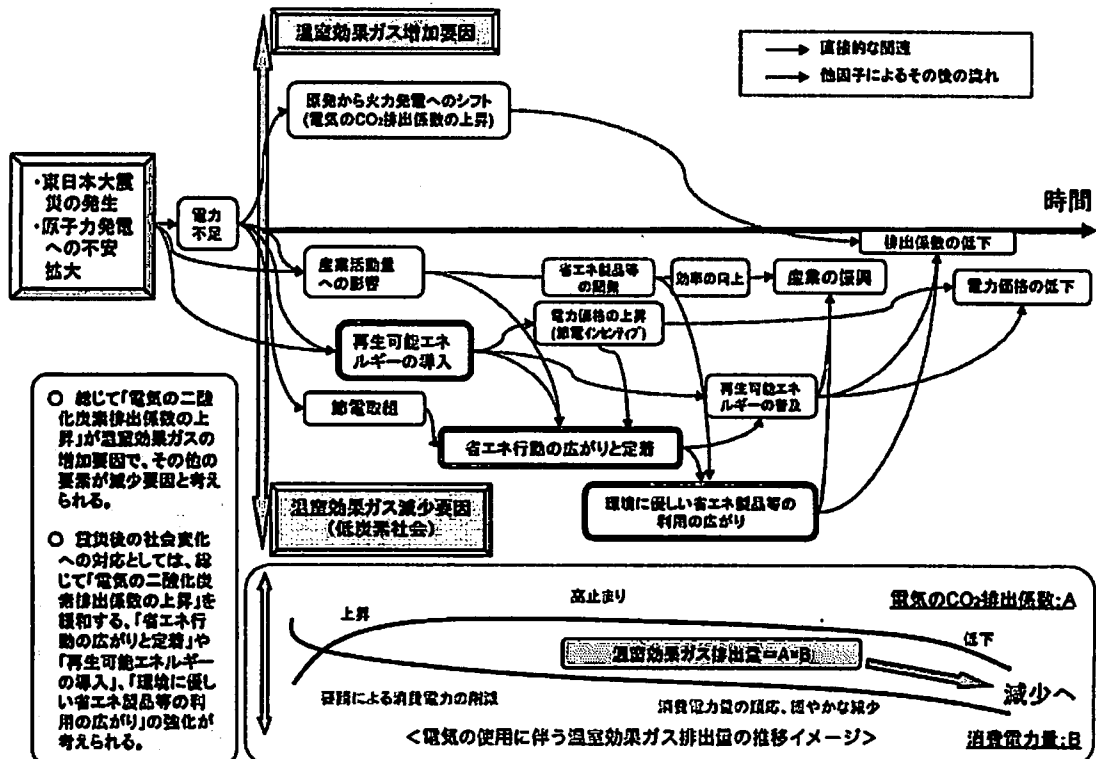 温室効果ガス増加要因
→ 直接的な関連
→ 他因子によるその後の流れ
原発から火力発電へのシフト
(電気のCO₂排出係数の上昇)
・東日本大震
災の発生
・原子力発電
への不安
拡大
電力
不足
時間
排出係数の低下
産業活動量
への影響
省エネ製品等
の開発
効率の向上
産業の復興
電力価格の低下
電力価格の上昇
(節電インセンティブ)
再生可能エネ
ルギーの導入
再生可能エネ
ルギーの普及
節電取組
省エネ行動の広がりと定着
環境に優しい省エネ製品等の
利用の広がり
温室効果ガス減少要因
(低炭素社会)
○ 総じて「電気の二酸
化炭素排出係数の上
昇」が温室効果ガスの
増加要因で、その他の
要素が減少要因と考え
られる。
○ 震災後の社会変化
への対応としては、総
じて「電気の二酸化炭
素排出係数の上昇」を
緩和する、「省エネ行
動の広がりと定着」や
「再生可能エネルギー
の導入」、「環境に優し
い省エネ製品等の利
用の広がり」の強化が
考えられる。
上昇
高止まり
電気のCO₂排出係数:A
低下
温室効果ガス排出量=A×B
減少へ
による消費電力の削減
消費電力量の順応、緩やかな減少
<電気の使用に伴う温室効果ガス排出量の推移イメージ>
消費電力量:B